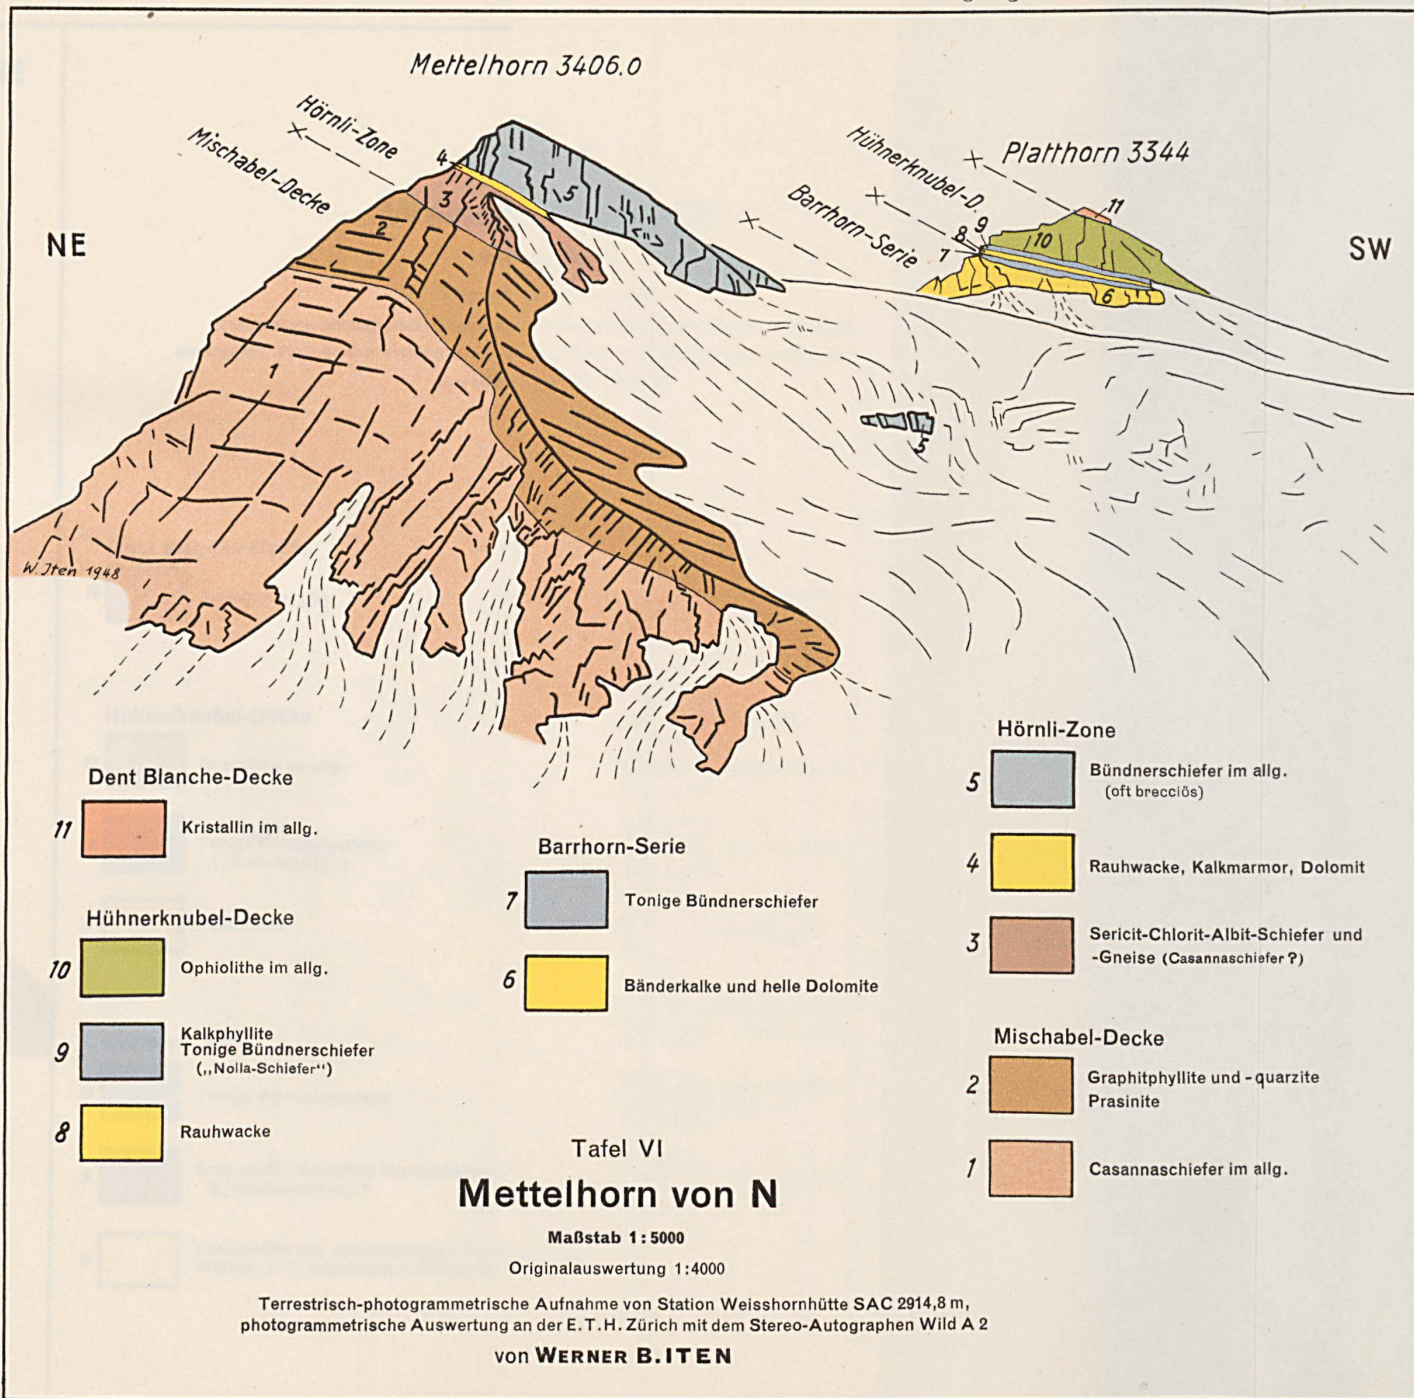 Mettelhorn 3406.0
Hörnli-Zone
Mischabel-Decke
Hühnerknubel-D.
Platthorn 3344
Barrhorn-Serie
NE
SW
4
3
5
2
1
11
10
9
8
7
6
5
W. Iten 1948
Dent Blanche-Decke
11 Kristallin im allg.
Hühnerknubel-Decke
10 Ophiolithe im allg.
9 Kalkphyllite
Tonige Bündnerschiefer
(„Nolla-Schiefer“)
8 Rauhwacke
Barrhorn-Serie
7 Tonige Bündnerschiefer
6 Bänderkalke und helle Dolomite
Hörnli-Zone
5 Bündnerschiefer im allg.
(oft brecciös)
4 Rauhwacke, Kalkmarmor, Dolomit
3 Sericit-Chlorit-Albit-Schiefer und
-Gneise (Casannaschiefer?)
Mischabel-Decke
2 Graphitphyllite und -quarzite
Prasinite
1 Casannaschiefer im allg.
Tafel VI
Mettelhorn von N
Maßstab 1:5000
Originalauswertung 1:4000
Terrestrisch-photogrammetrische Aufnahme von Station Weisshornhütte SAC 2914,8 m,
photogrammetrische Auswertung an der E.T.H. Zürich mit dem Stereo-Autographen Wild A 2
von WERNER B. ITEN